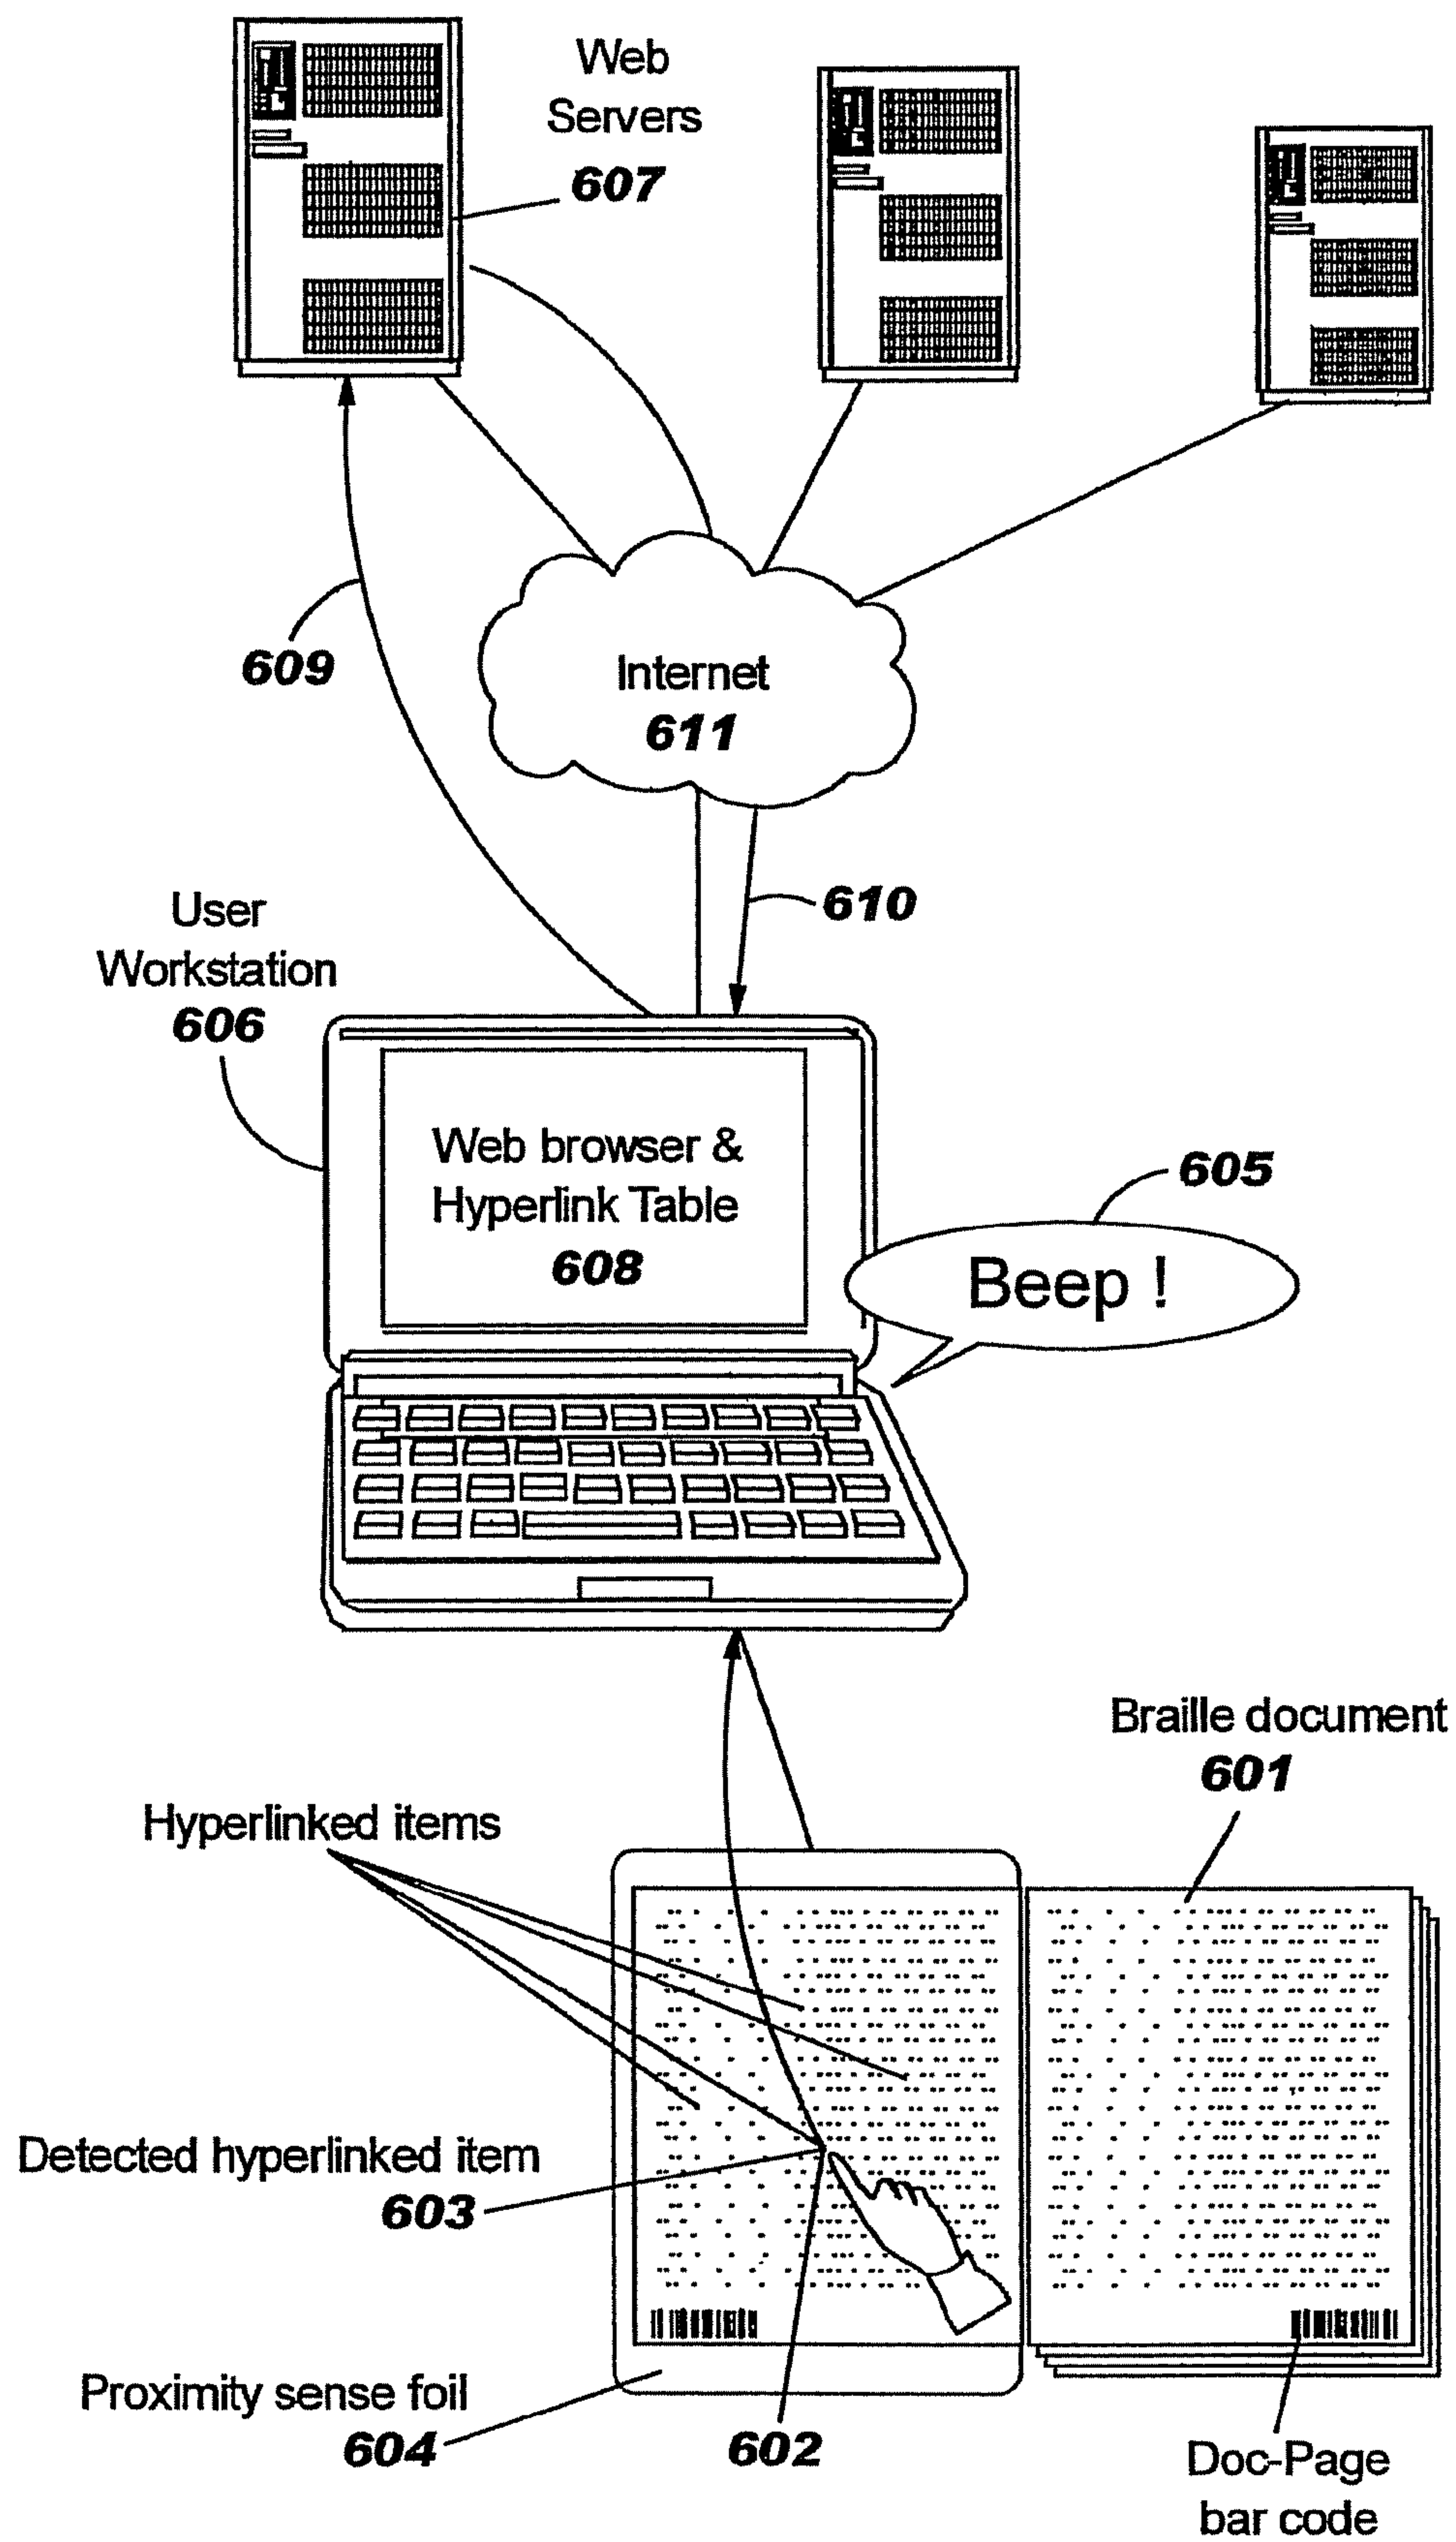 Web
Servers
607
609
Internet
611
610
User
Workstation
606
Web browser &
Hyperlink Table
608
605
Beep !
Braille document
601
Hyperlinked items
Detected hyperlinked item
603
Proximity sense foil
604
602
Doc-Page
bar code